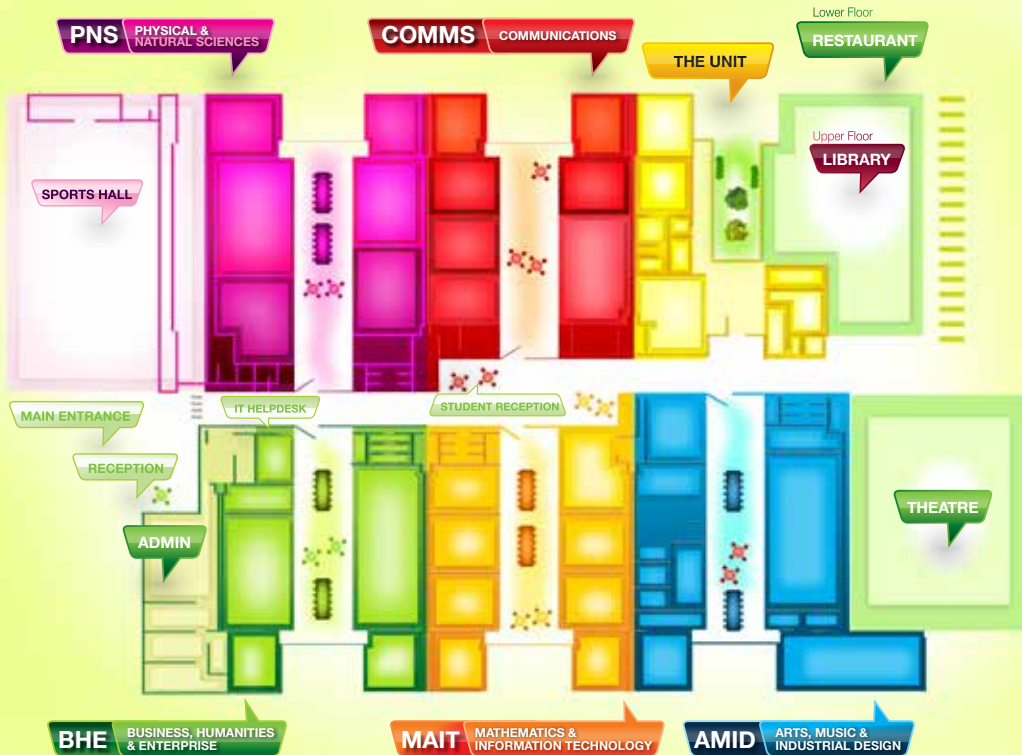 PNS
PHYSICAL &
NATURAL SCIENCES
COMMS
COMMUNICATIONS
THE UNIT
Lower Floor
RESTAURANT
Upper Floor
LIBRARY
SPORTS HALL
MAIN ENTRANCE
IT HELPDESK
STUDENT RECEPTION
RECEPTION
THEATRE
ADMIN
BHE
BUSINESS, HUMANITIES
& ENTERPRISE
MAIT
MATHEMATICS &
INFORMATION TECHNOLOGY
AMID
ARTS, MUSIC &
INDUSTRIAL DESIGN